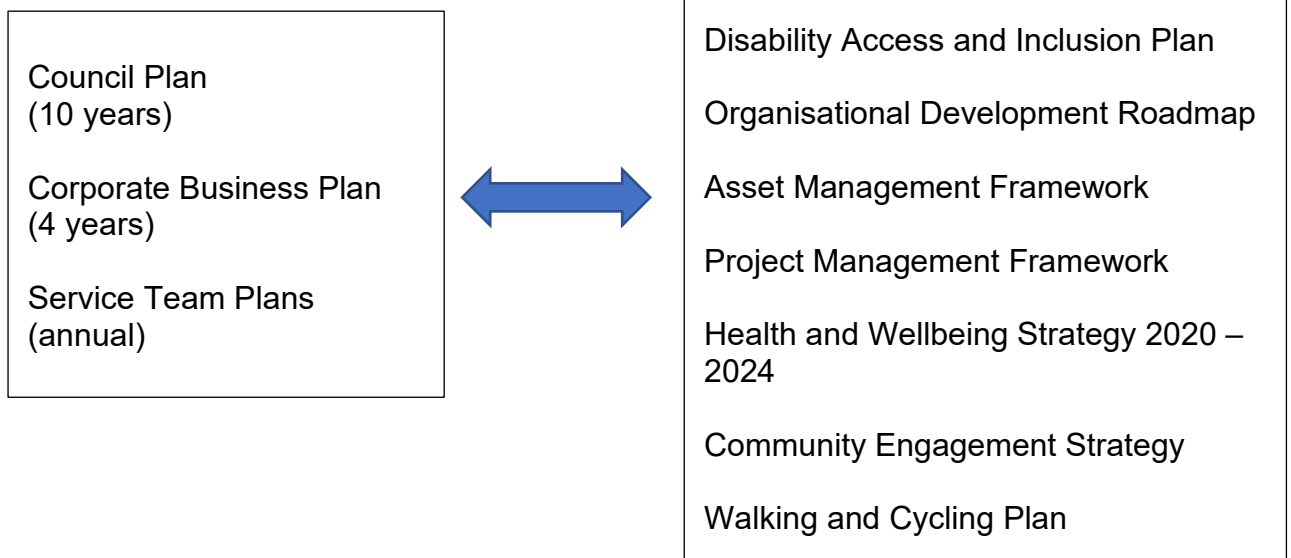 Council Plan
(10 years)
Corporate Business Plan
(4 years)
Service Team Plans
(annual)
Disability Access and Inclusion Plan
Organisational Development Roadmap
Asset Management Framework
Project Management Framework
Health and Wellbeing Strategy 2020 –
2024
Community Engagement Strategy
Walking and Cycling Plan